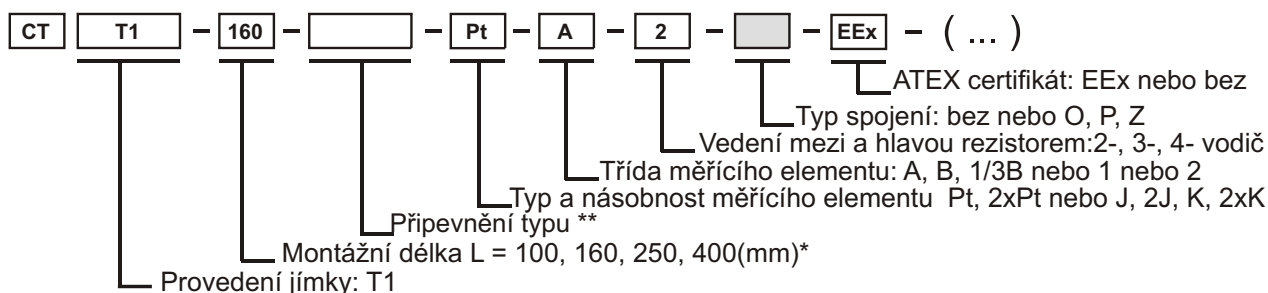 CT T1 – 160 – – Pt – A – 2 – – EEx – ( ... )
ATEX certifikát: EEx nebo bez
Typ spojení: bez nebo O, P, Z
Vedení mezi a hlavou rezistorem:2-, 3-, 4- vodič
Třída měřícího elementu: A, B, 1/3B nebo 1 nebo 2
Typ a násobnost měřícího elementu Pt, 2xPt nebo J, 2J, K, 2xK
Připevnění typu **
Montážní délka L = 100, 160, 250, 400(mm)*
Provedení jímky: T1